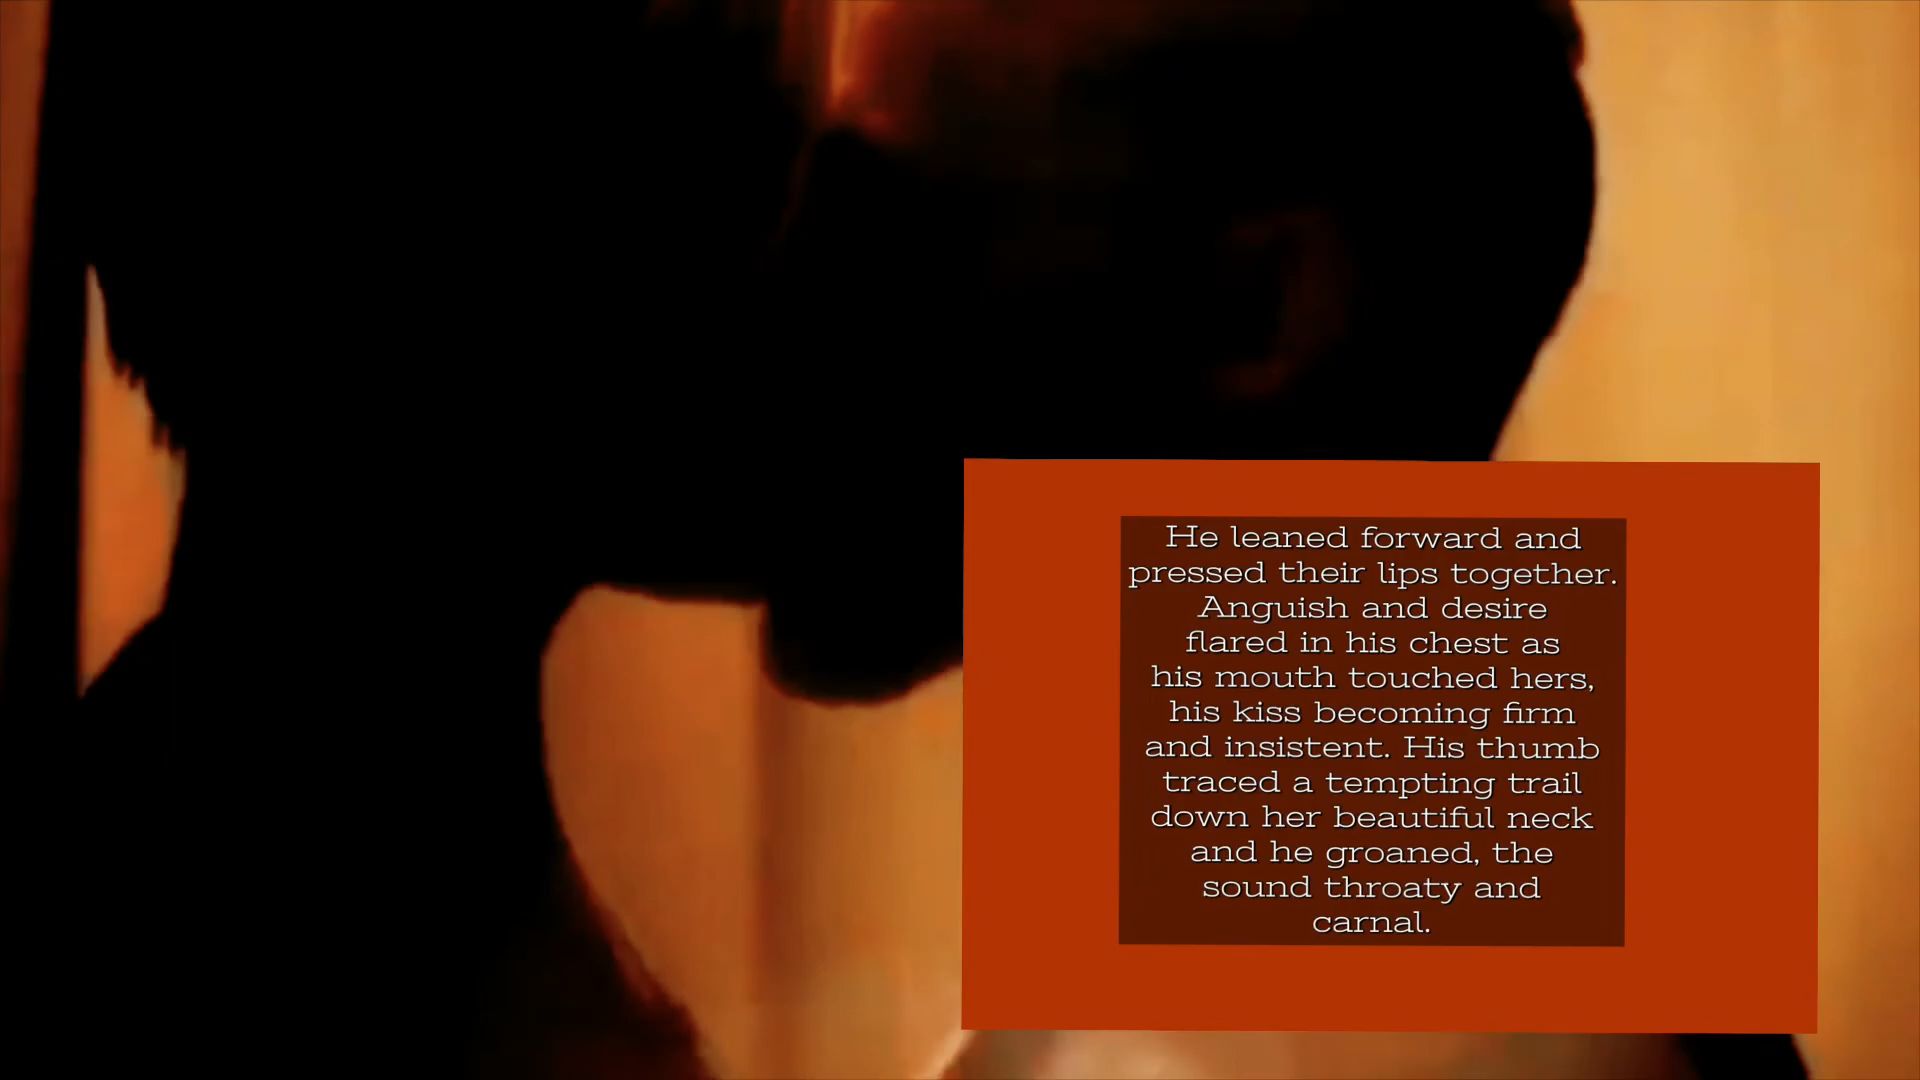 He leaned forward and
pressed their lips together.
Anguish and desire
flared in his chest as
his mouth touched hers,
his kiss becoming firm
and insistent. His thumb
traced a tempting trail
down her beautiful neck
and he groaned, the
sound throaty and
carnal.